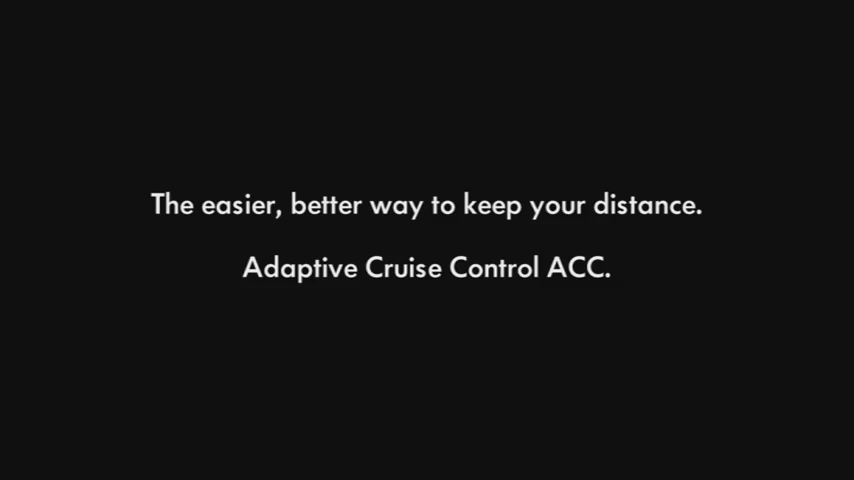 The easier, better way to keep your distance.
Adaptive Cruise Control ACC.